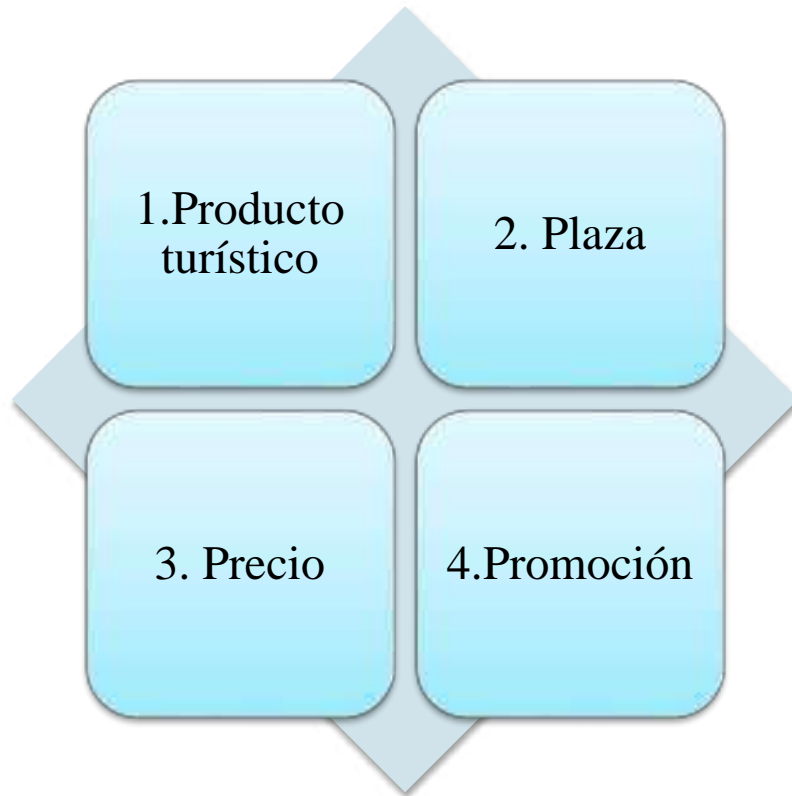 1.Producto
turístico
2. Plaza
3. Precio
4.Promoción